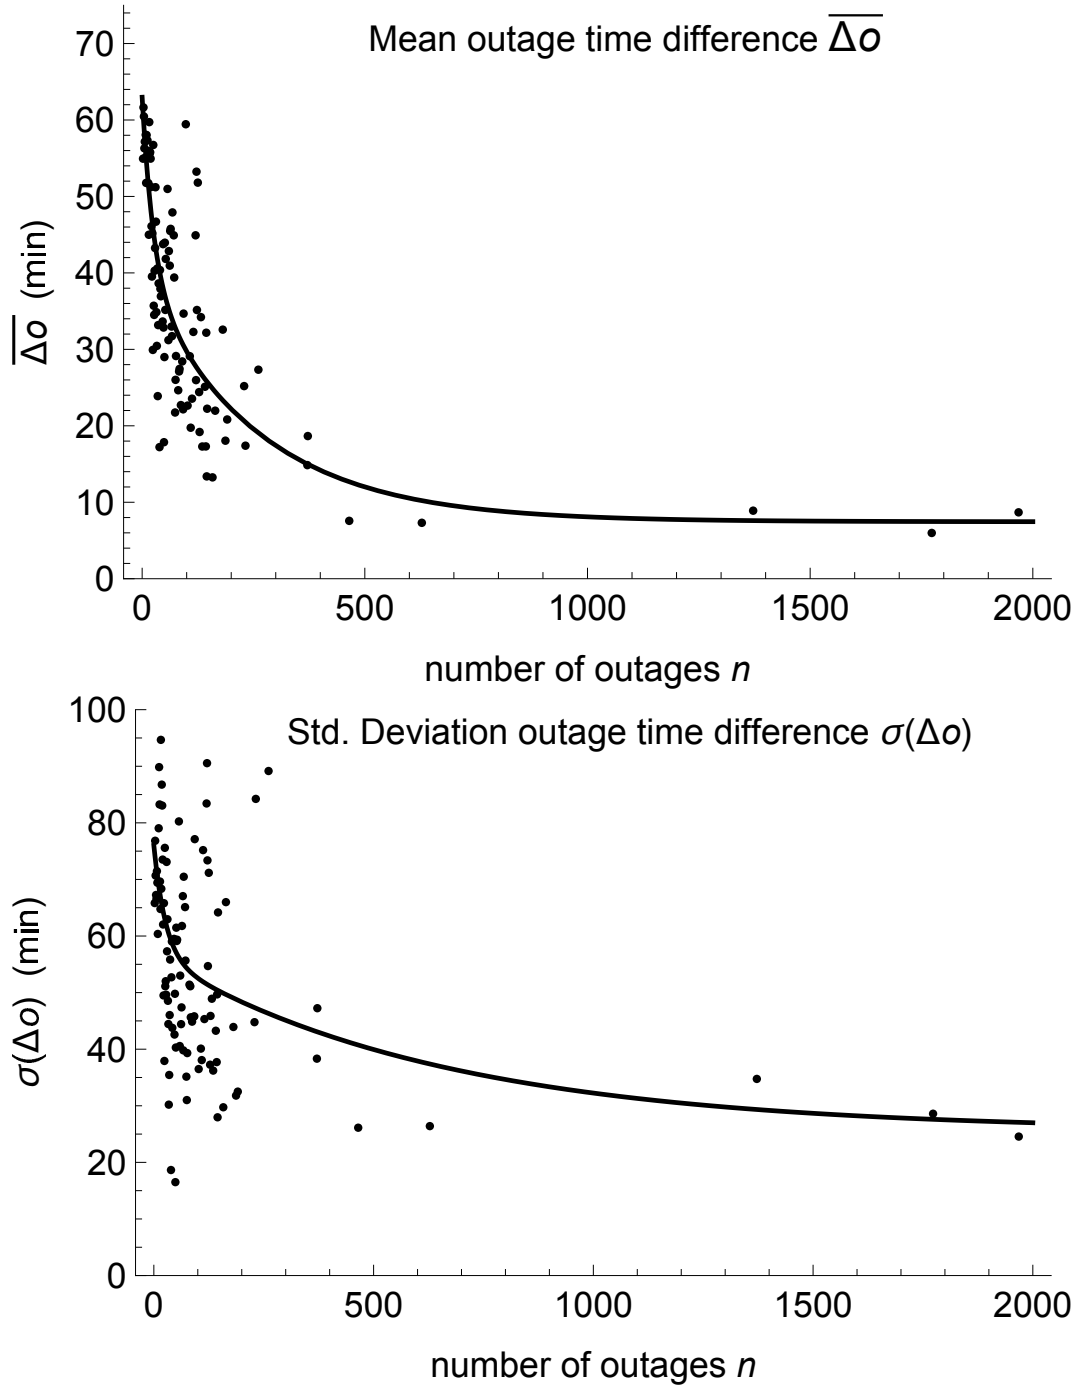 Mean outage time difference Δo̅
70
60
50
40
30
20
10
0
Δo̅ (min)
0 500 1000 1500 2000
number of outages n
Std. Deviation outage time difference σ(Δo)
100
80
60
40
20
0
σ(Δo) (min)
0 500 1000 1500 2000
number of outages n